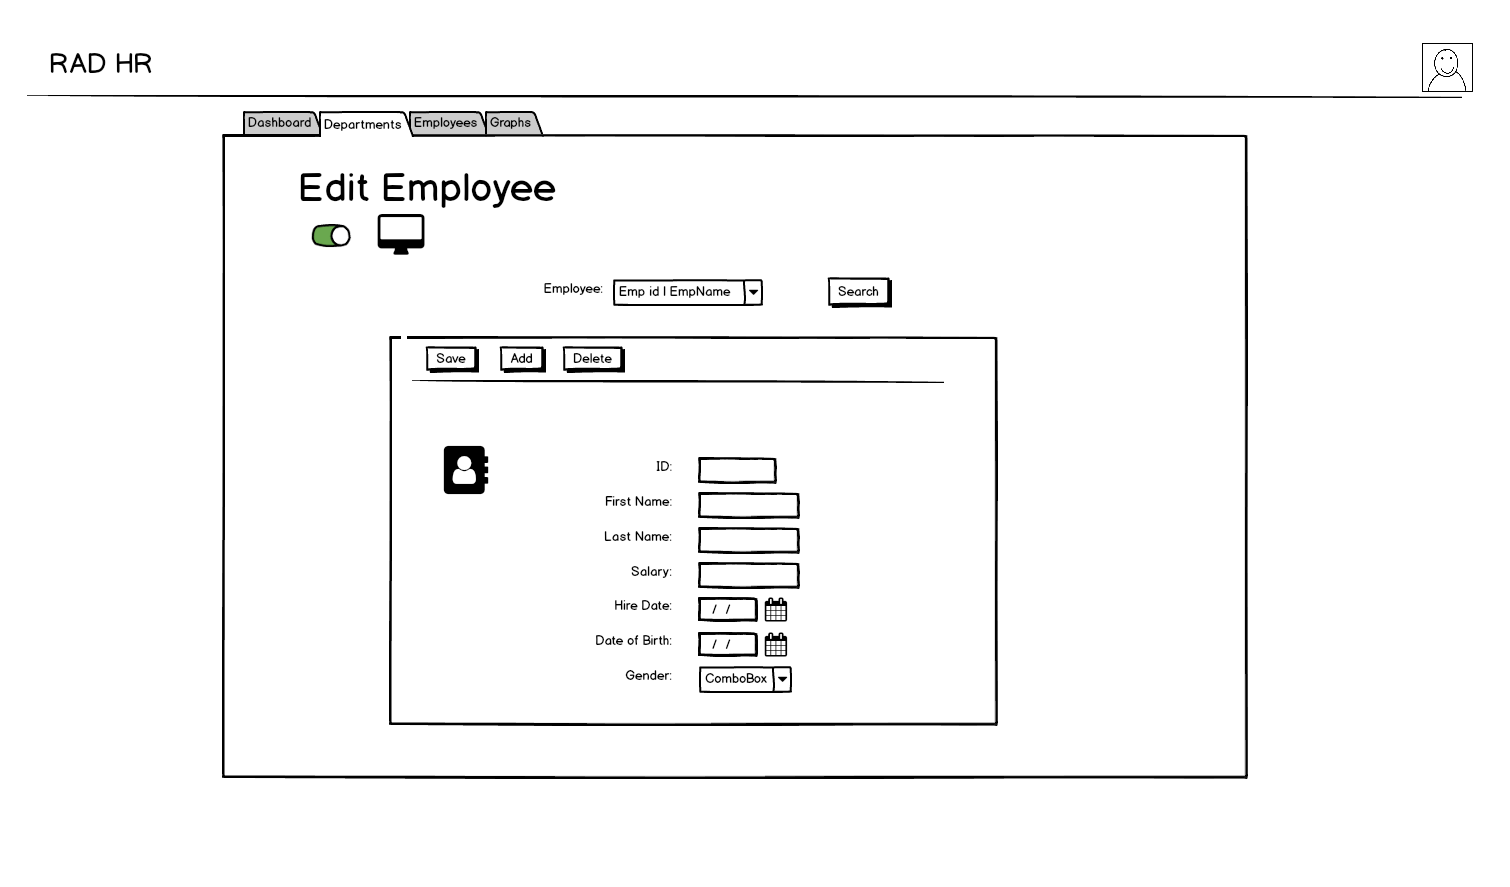 RAD HR
Dashboard Departments Employees Graphs
Edit Employee
Employee: Emp id | EmpName Search
Save Add Delete
ID:
First Name:
Last Name:
Salary:
Hire Date: / /
Date of Birth: / /
Gender: ComboBox